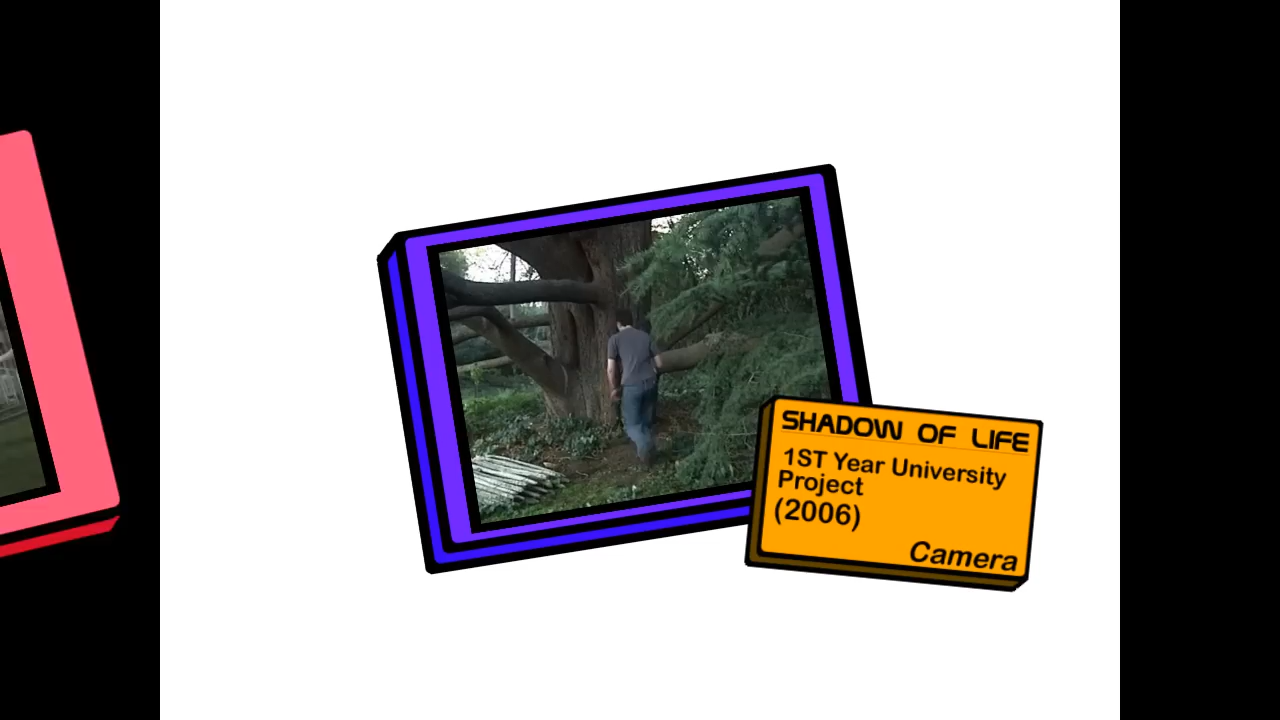 SHADOW OF LIFE
1ST Year University
Project
(2006)
Camera